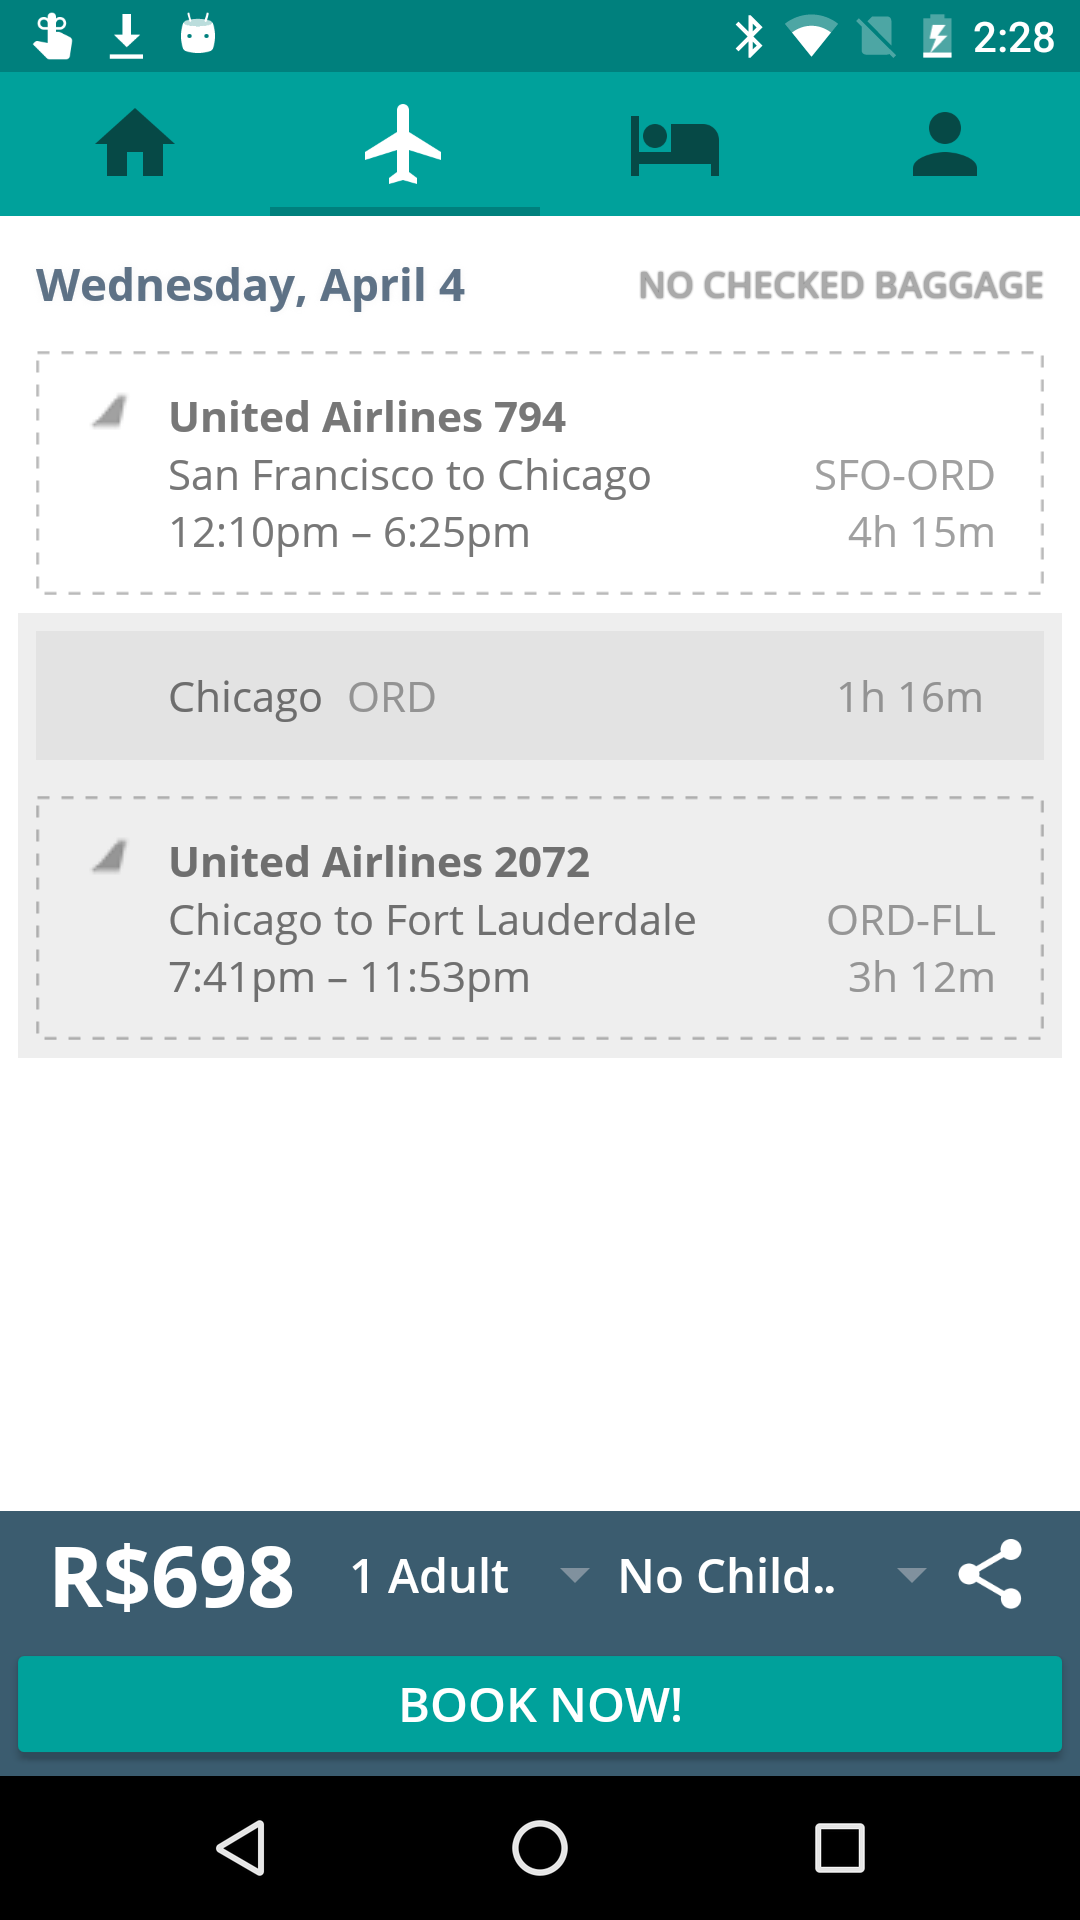 2:28
Wednesday, April 4 NO CHECKED BAGGAGE
United Airlines 794
San Francisco to Chicago SFO-ORD
12:10pm – 6:25pm 4h 15m
Chicago ORD 1h 16m
United Airlines 2072
Chicago to Fort Lauderdale ORD-FLL
7:41pm – 11:53pm 3h 12m
R$698 1 Adult No Child..
BOOK NOW!